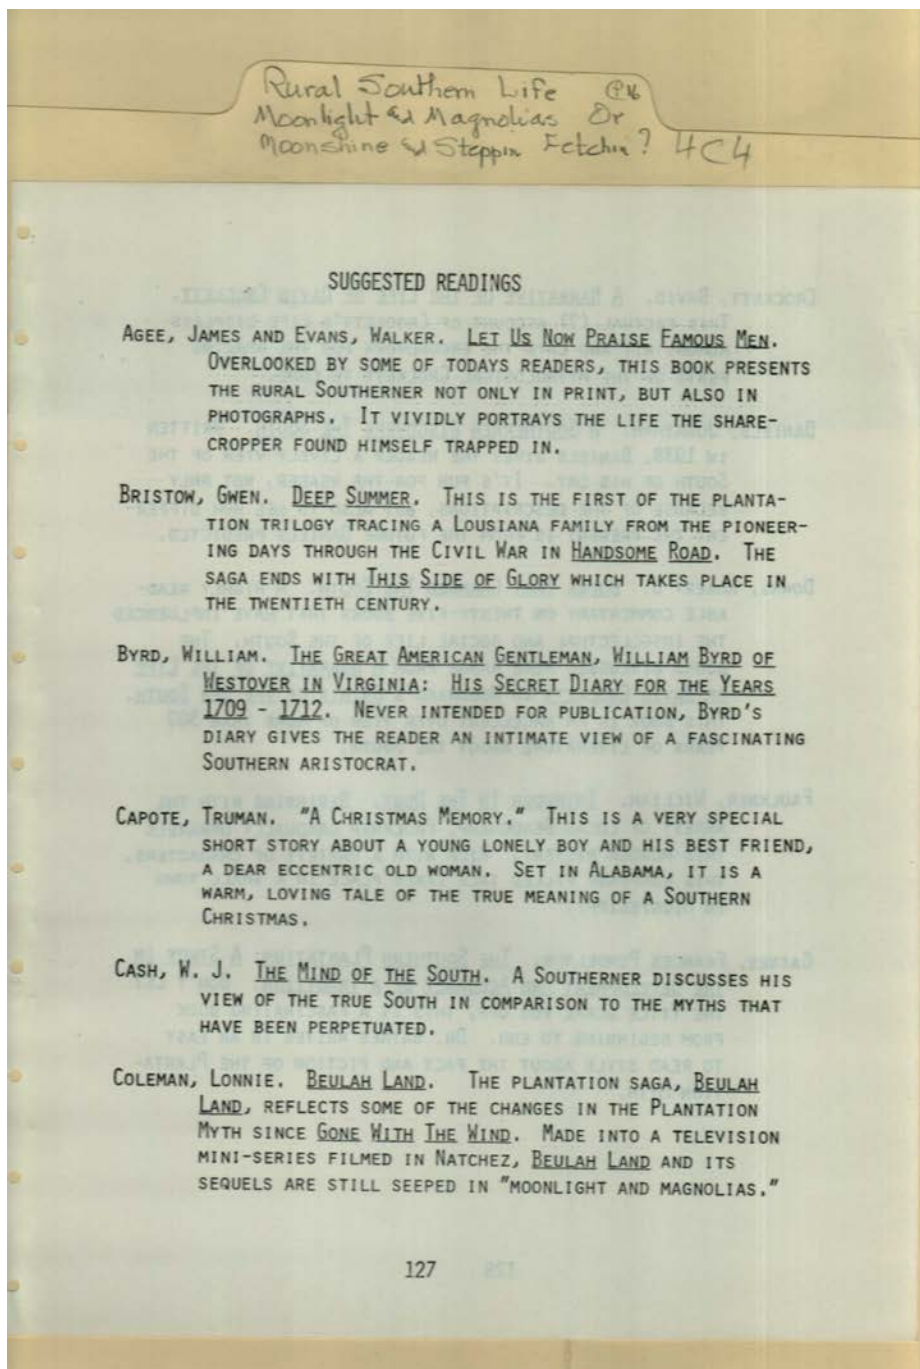 Rural Southern Life
Moonlight and Magnolias Or
Moonshine and Steppin Fetchin? 4C4
SUGGESTED READINGS
AGEE, JAMES AND EVANS, WALKER. LET US NOW PRAISE FAMOUS MEN.
OVERLOOKED BY SOME OF TODAYS READERS, THIS BOOK PRESENTS
THE RURAL SOUTHERNER NOT ONLY IN PRINT, BUT ALSO IN
PHOTOGRAPHS. IT VIVIDLY PORTRAYS THE LIFE THE SHARE-
CROPPER FOUND HIMSELF TRAPPED IN.
BRISTOW, GWEN. DEEP SUMMER. THIS IS THE FIRST OF THE PLANTA-
TION TRILOGY TRACING A LOUSIANA FAMILY FROM THE PIONEER-
ING DAYS THROUGH THE CIVIL WAR IN HANDSOME ROAD. THE
SAGA ENDS WITH THIS SIDE OF GLORY WHICH TAKES PLACE IN
THE TWENTIETH CENTURY.
BYRD, WILLIAM. THE GREAT AMERICAN GENTLEMAN, WILLIAM BYRD OF
WESTOVER IN VIRGINIA: HIS SECRET DIARY FOR THE YEARS
1709 - 1712. NEVER INTENDED FOR PUBLICATION, BYRD'S
DIARY GIVES THE READER AN INTIMATE VIEW OF A FASCINATING
SOUTHERN ARISTOCRAT.
CAPOTE, TRUMAN. "A CHRISTMAS MEMORY." THIS IS A VERY SPECIAL
SHORT STORY ABOUT A YOUNG LONELY BOY AND HIS BEST FRIEND,
A DEAR ECCENTRIC OLD WOMAN. SET IN ALABAMA, IT IS A
WARM, LOVING TALE OF THE TRUE MEANING OF A SOUTHERN
CHRISTMAS.
CASH, W. J. THE MIND OF THE SOUTH. A SOUTHERNER DISCUSSES HIS
VIEW OF THE TRUE SOUTH IN COMPARISON TO THE MYTHS THAT
HAVE BEEN PERPETUATED.
COLEMAN, LONNIE. BEULAH LAND. THE PLANTATION SAGA, BEULAH
LAND, REFLECTS SOME OF THE CHANGES IN THE PLANTATION
MYTH SINCE GONE WITH THE WIND. MADE INTO A TELEVISION
MINI-SERIES FILMED IN NATCHEZ, BEULAH LAND AND ITS
SEQUELS ARE STILL SEEPED IN "MOONLIGHT AND MAGNOLIAS."
127